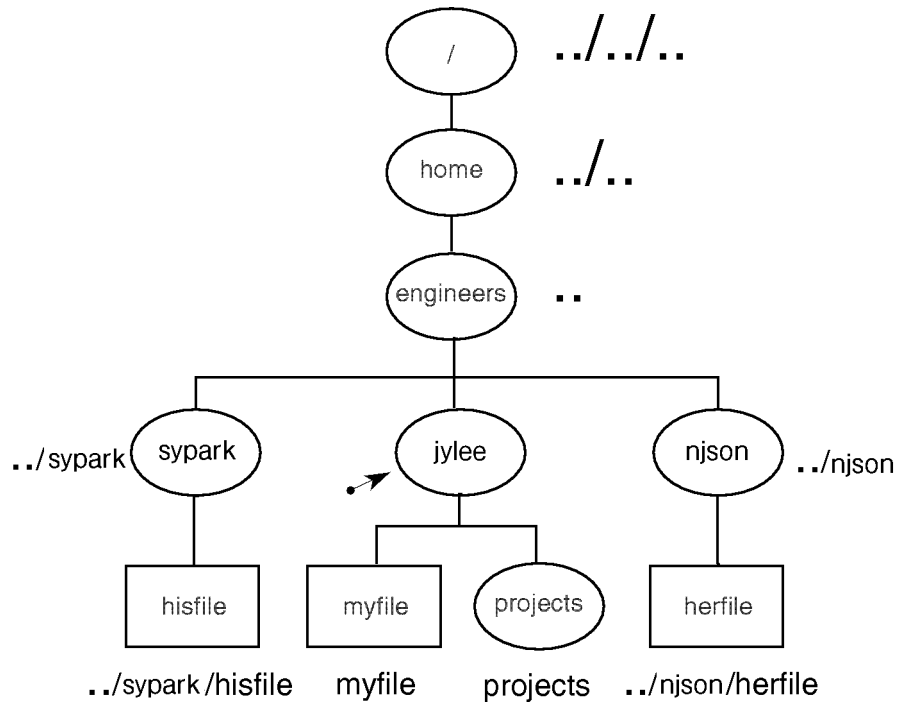 / ../../..
home ../..
engineers ..
../sypark sypark jylee njson ../njson
hisfile myfile projects herfile
../sypark/hisfile myfile projects ../njson/herfile